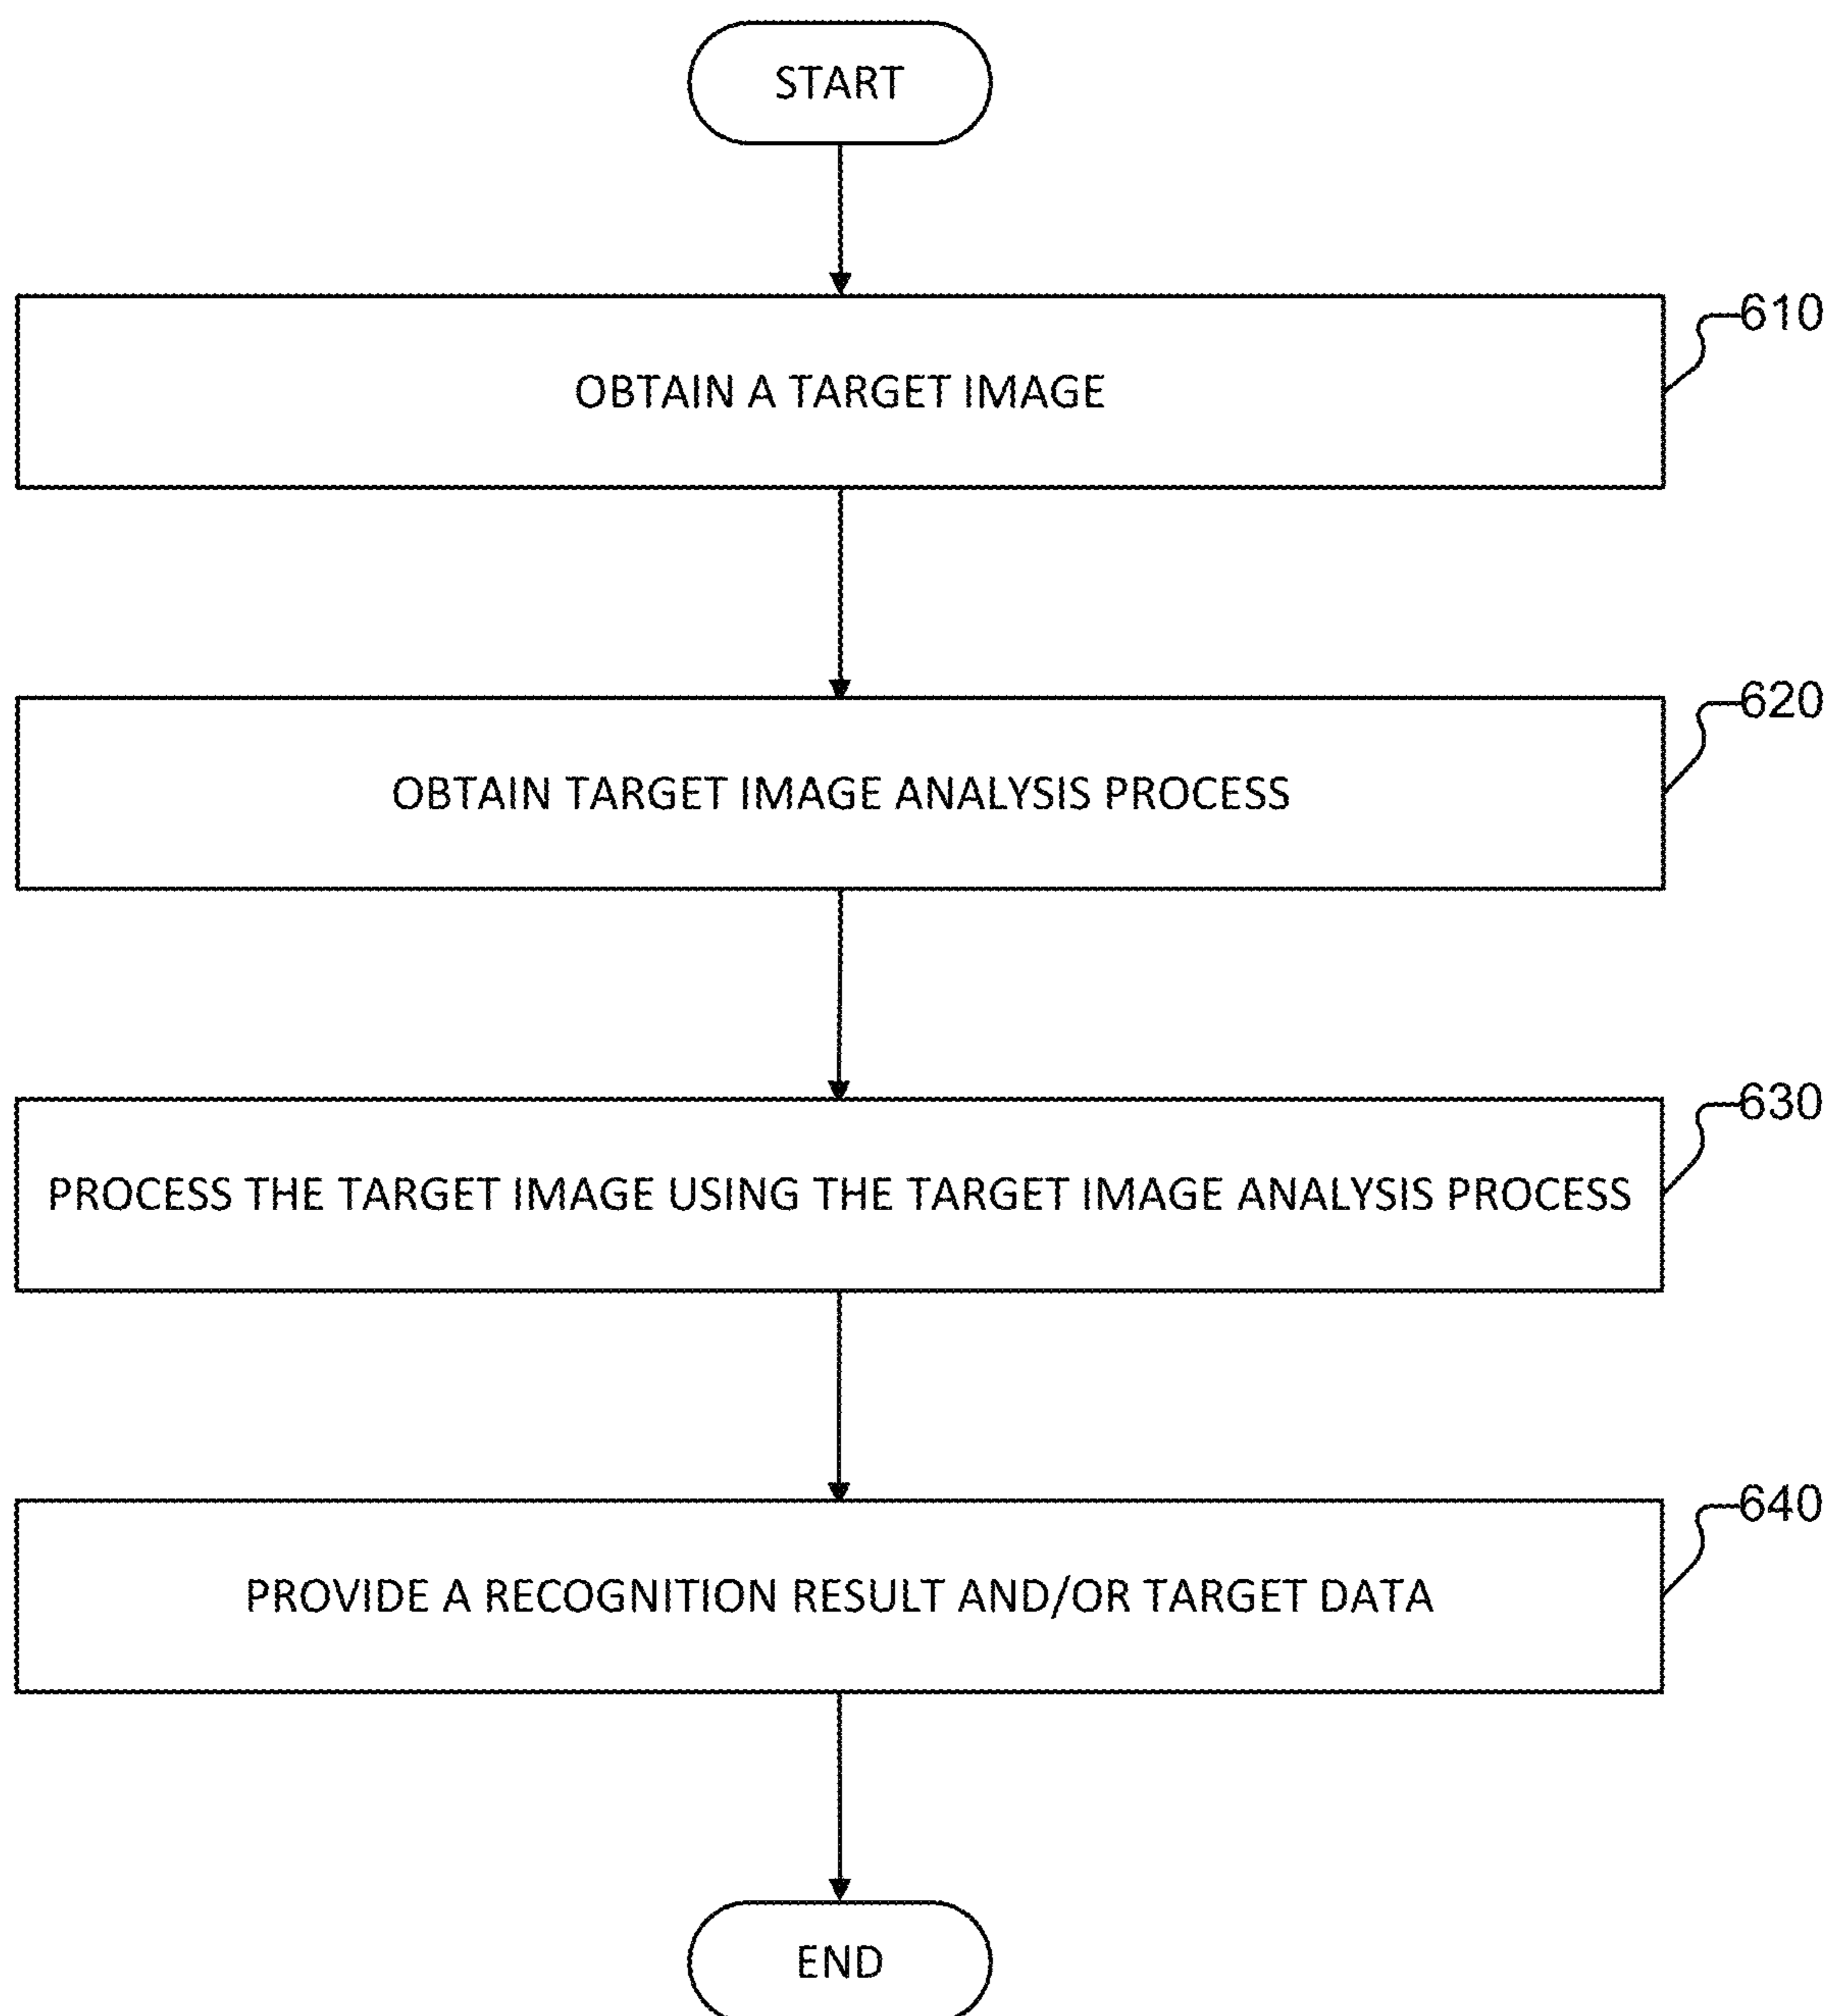 START
610
OBTAIN A TARGET IMAGE
620
OBTAIN TARGET IMAGE ANALYSIS PROCESS
630
PROCESS THE TARGET IMAGE USING THE TARGET IMAGE ANALYSIS PROCESS
640
PROVIDE A RECOGNITION RESULT AND/OR TARGET DATA
END